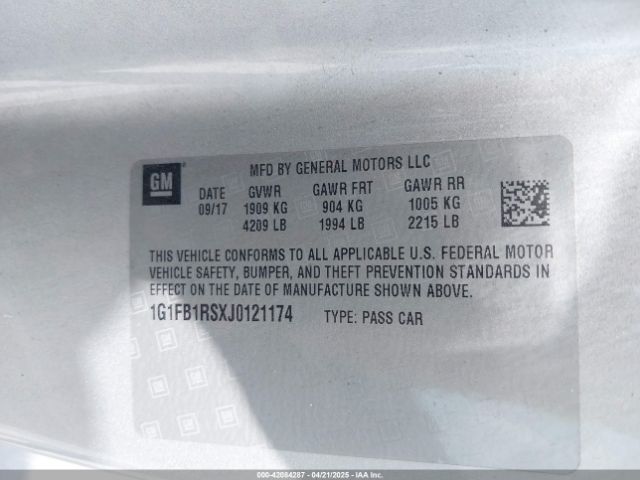 MFD BY GENERAL MOTORS LLC
GM
DATE GVWR GAWR FRT GAWR RR
09/17 1909 KG 904 KG 1005 KG
4209 LB 1994 LB 2215 LB
THIS VEHICLE CONFORMS TO ALL APPLICABLE U.S. FEDERAL MOTOR
VEHICLE SAFETY, BUMPER, AND THEFT PREVENTION STANDARDS IN
EFFECT ON THE DATE OF MANUFACTURE SHOWN ABOVE.
1G1FB1RSXJ0121174 TYPE: PASS CAR
000-42084287 - 04/21/2025 - IAA Inc.